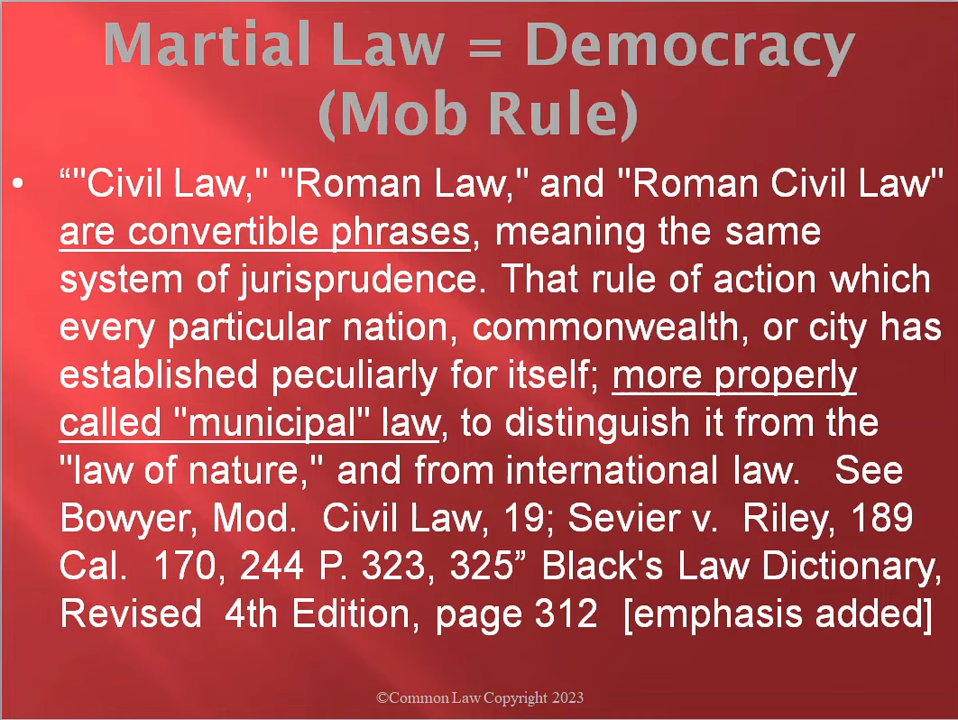 Martial Law = Democracy
(Mob Rule)
• “"Civil Law," "Roman Law," and "Roman Civil Law"
are convertible phrases, meaning the same
system of jurisprudence. That rule of action which
every particular nation, commonwealth, or city has
established peculiarly for itself; more properly
called "municipal" law, to distinguish it from the
"law of nature," and from international law.   See
Bowyer, Mod.  Civil Law, 19; Sevier v.  Riley, 189
Cal.  170, 244 P. 323, 325” Black's Law Dictionary,
Revised  4th Edition, page 312  [emphasis added]
©Common Law Copyright 2023